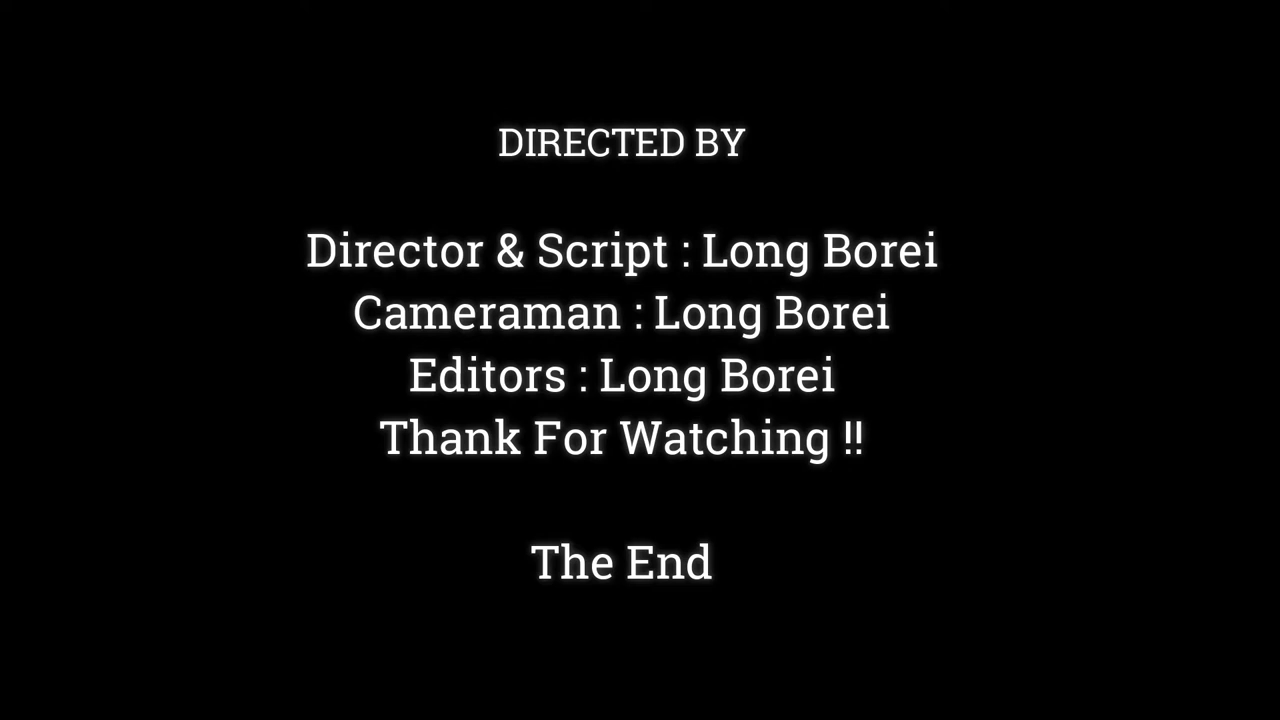 DIRECTED BY
Director & Script : Long Borei
Cameraman : Long Borei
Editors : Long Borei
Thank For Watching !!
The End